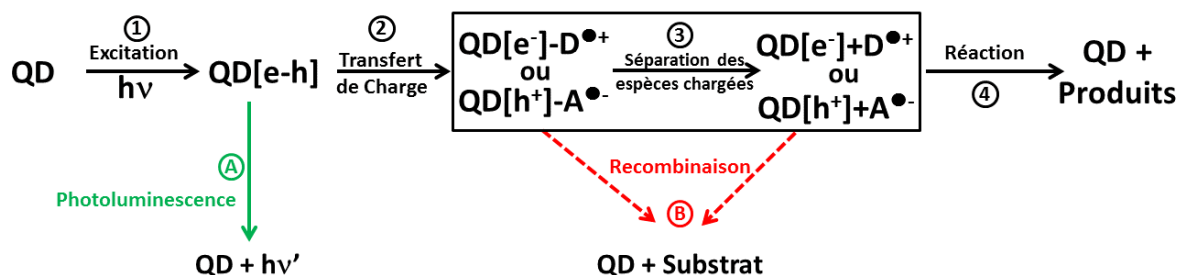 ①
Excitation
QD
hν
QD[e-h]
②
Transfert
de Charge
QD[e⁻]-D●⁺
ou
QD[h⁺]-A●⁻
③
Séparation des
espèces chargées
QD[e⁻]+D●⁺
ou
QD[h⁺]+A●⁻
Réaction
④
QD +
Produits
Ⓐ
Photoluminescence
QD + hν’
Recombinaison
Ⓑ
QD + Substrat